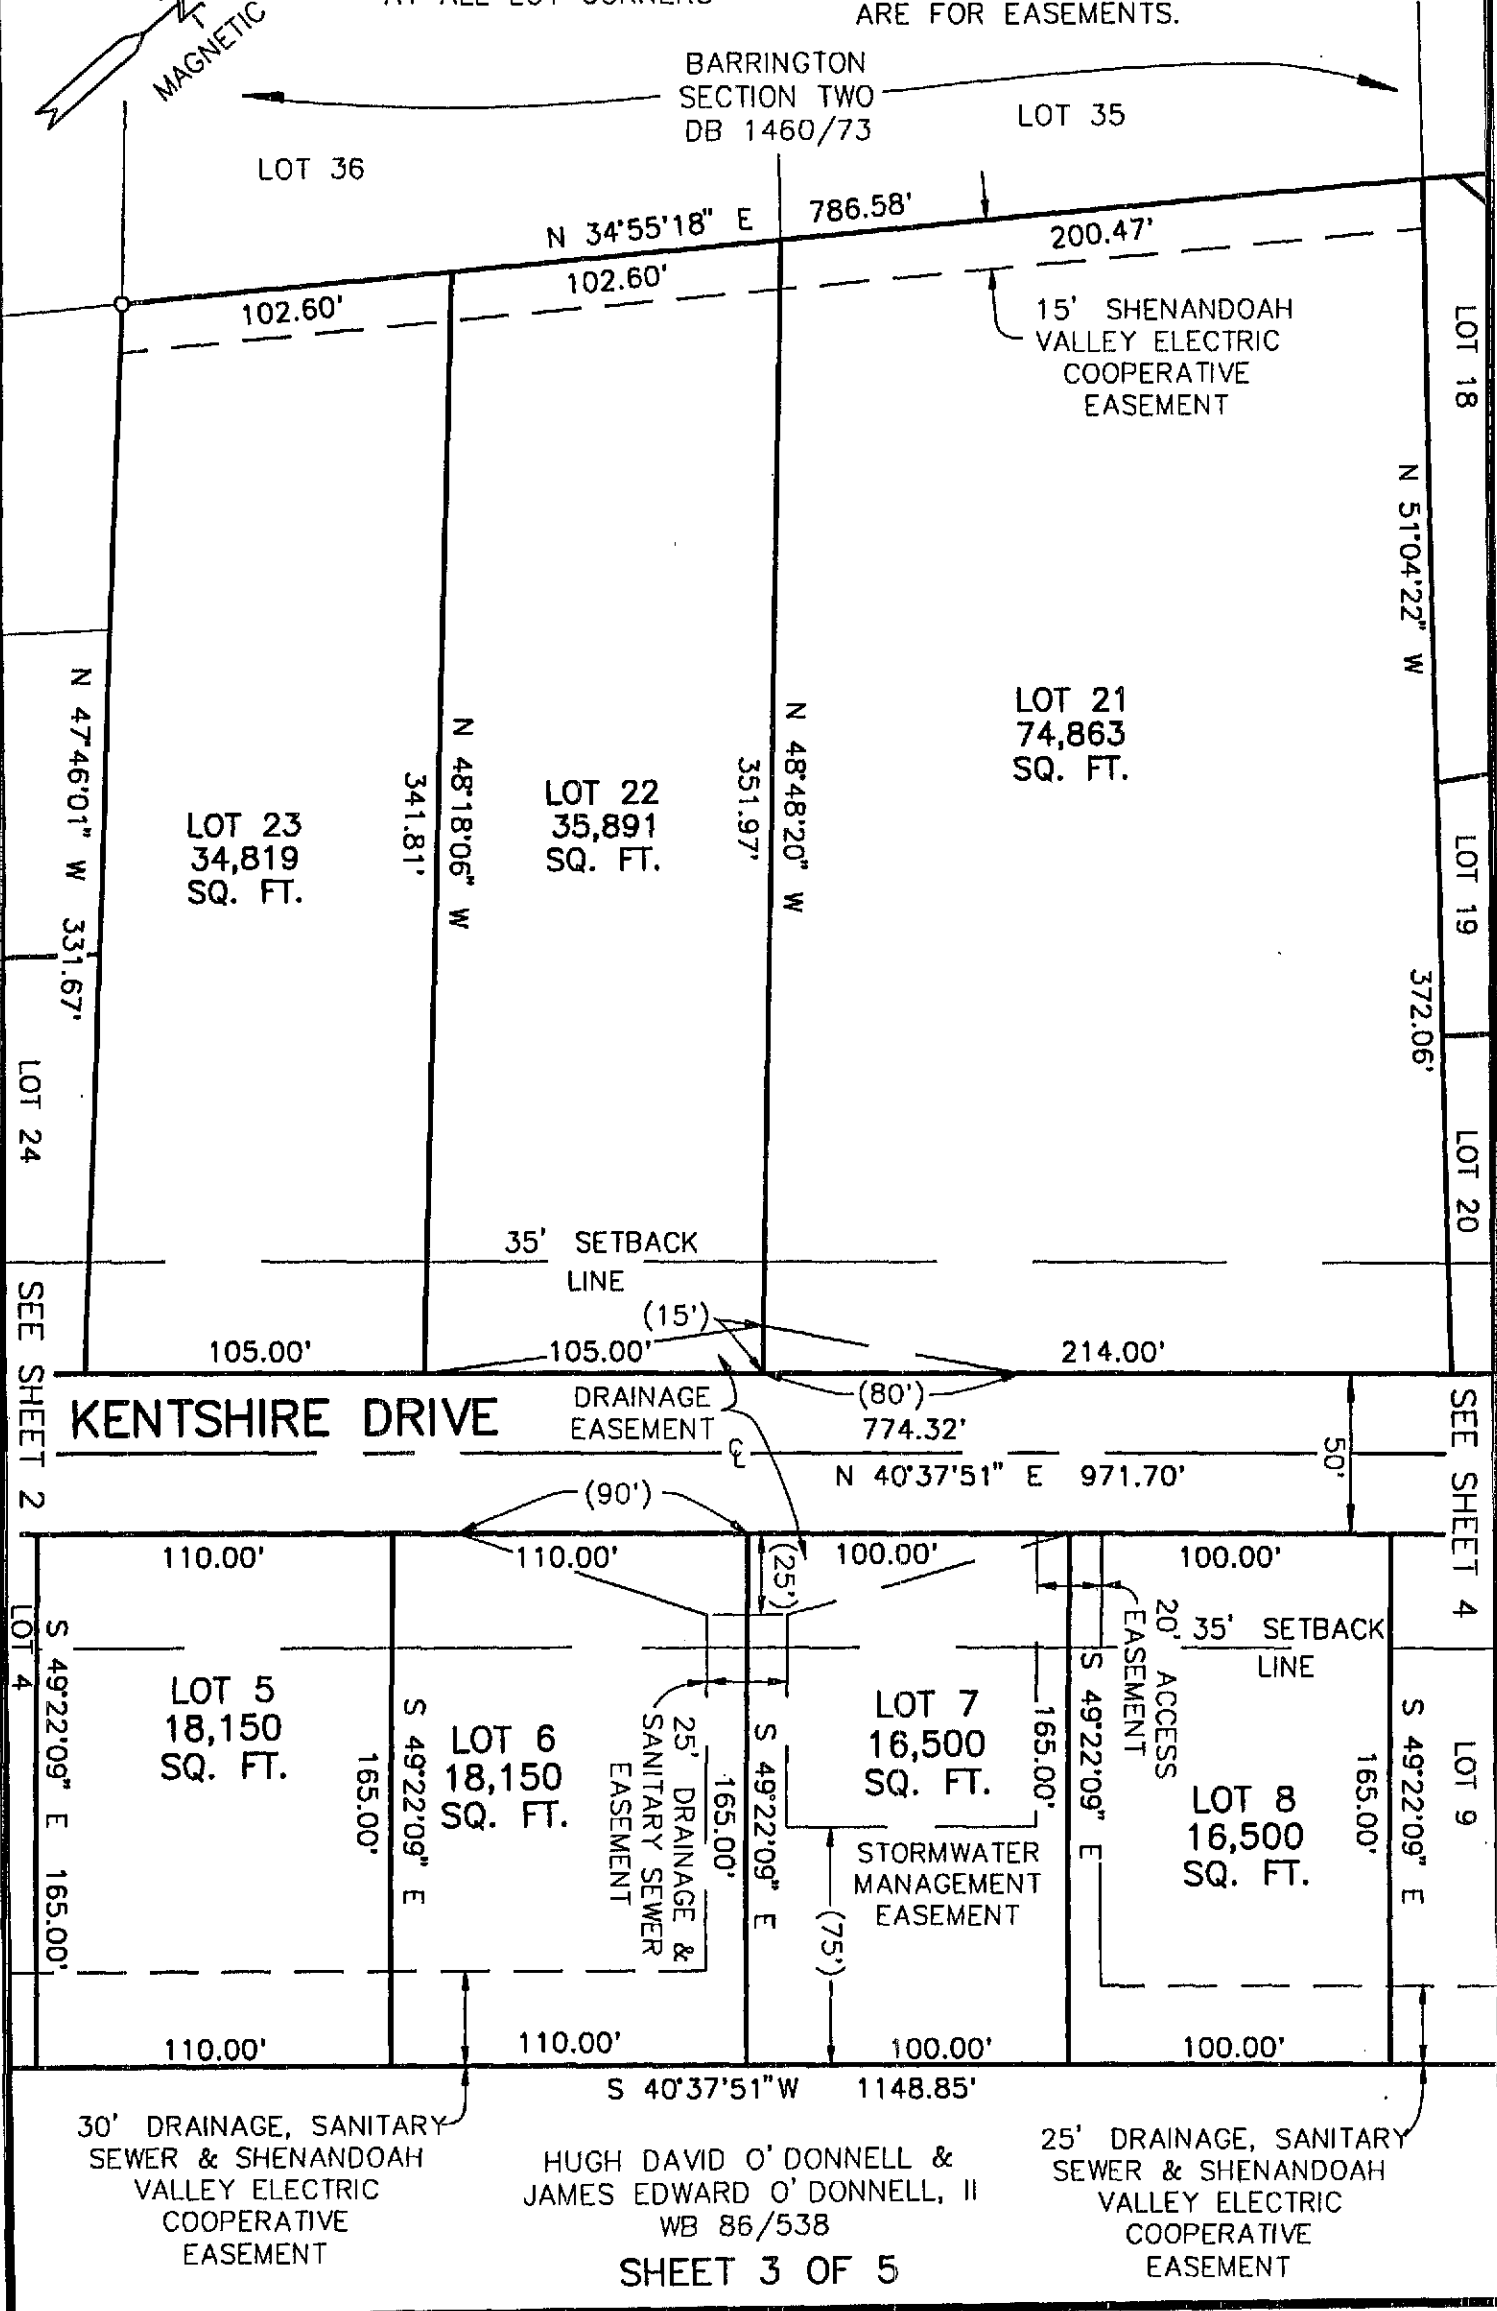 ARE FOR EASEMENTS.
MAGNETIC
BARRINGTON
SECTION TWO
DB 1460/73
LOT 35
LOT 36
N 34°55'18" E 786.58'
102.60'
102.60'
200.47'
15' SHENANDOAH
VALLEY ELECTRIC
COOPERATIVE
EASEMENT
LOT 18
N 51°04'22" W 372.06'
LOT 19
LOT 20
N 47°46'01" W 331.67'
LOT 23
34,819
SQ. FT.
N 48°18'06" W
341.81'
LOT 22
35,891
SQ. FT.
N 48°48'20" W
351.97'
LOT 21
74,863
SQ. FT.
LOT 24
35' SETBACK
LINE
(15')
105.00'
105.00'
214.00'
SEE SHEET 2
KENTSHIRE DRIVE
DRAINAGE
EASEMENT
(80')
774.32'
N 40°37'51" E 971.70'
50'
SEE SHEET 4
(90')
110.00'
110.00'
(25')
100.00'
100.00'
LOT 4
S 49°22'09" E 165.00'
LOT 5
18,150
SQ. FT.
S 49°22'09" E
165.00'
LOT 6
18,150
SQ. FT.
25' DRAINAGE &
SANITARY SEWER
EASEMENT
S 49°22'09" E
165.00'
LOT 7
16,500
SQ. FT.
STORMWATER
MANAGEMENT
EASEMENT
(75')
S 49°22'09" E
165.00'
20' ACCESS
EASEMENT
35' SETBACK
LINE
LOT 8
16,500
SQ. FT.
S 49°22'09" E
165.00'
LOT 9
110.00'
110.00'
100.00'
100.00'
S 40°37'51"W 1148.85'
30' DRAINAGE, SANITARY
SEWER & SHENANDOAH
VALLEY ELECTRIC
COOPERATIVE
EASEMENT
HUGH DAVID O' DONNELL &
JAMES EDWARD O' DONNELL, II
WB 86/538
25' DRAINAGE, SANITARY
SEWER & SHENANDOAH
VALLEY ELECTRIC
COOPERATIVE
EASEMENT
SHEET 3 OF 5